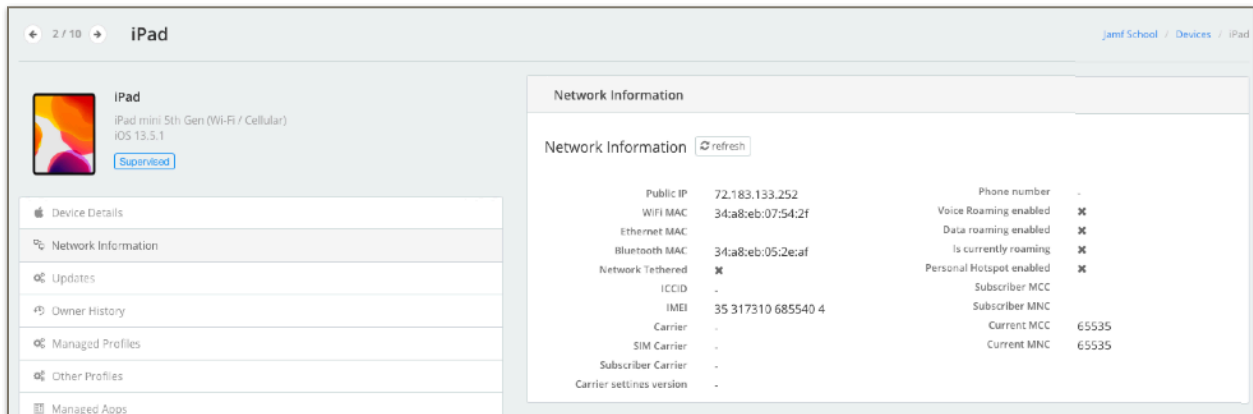 2 / 10
iPad
Jamf School / Devices / iPad
iPad
iPad mini 5th Gen (Wi-Fi / Cellular)
iOS 13.5.1
Supervised
Device Details
Network Information
Updates
Owner History
Managed Profiles
Other Profiles
Managed Apps
Network Information
Network Information refresh
Public IP 72.183.133.252
WiFi MAC 34:a8:eb:07:54:2f
Ethernet MAC
Bluetooth MAC 34:a8:eb:05:2e:af
Network Tethered ✖
ICCID -
IMEI 35 317310 685540 4
Carrier -
SIM Carrier -
Subscriber Carrier -
Carrier settings version -
Phone number -
Voice Roaming enabled ✖
Data roaming enabled ✖
Is currently roaming ✖
Personal Hotspot enabled ✖
Subscriber MCC
Subscriber MNC
Current MCC 65535
Current MNC 65535